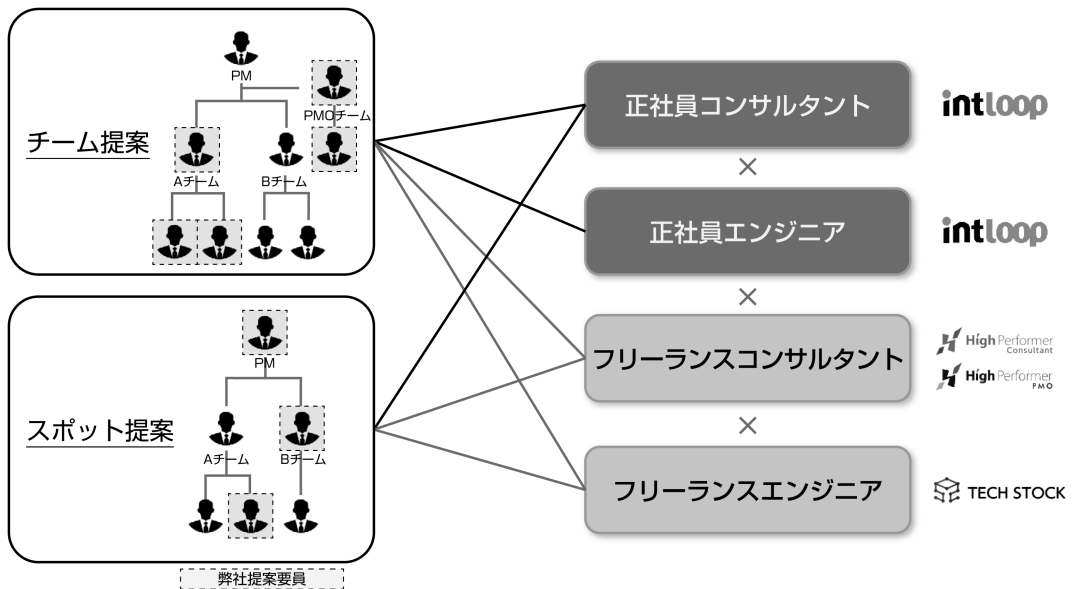 チーム提案
PM
PMOチーム
Aチーム
Bチーム
スポット提案
PM
Aチーム
Bチーム
弊社提案要員
正社員コンサルタント
intloop
×
正社員エンジニア
intloop
×
フリーランスコンサルタント
High Performer
Consultant
High Performer
PMO
×
フリーランスエンジニア
TECH STOCK